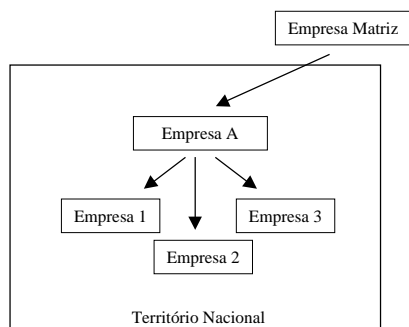 Empresa Matriz
Empresa A
Empresa 1
Empresa 3
Empresa 2
Território Nacional